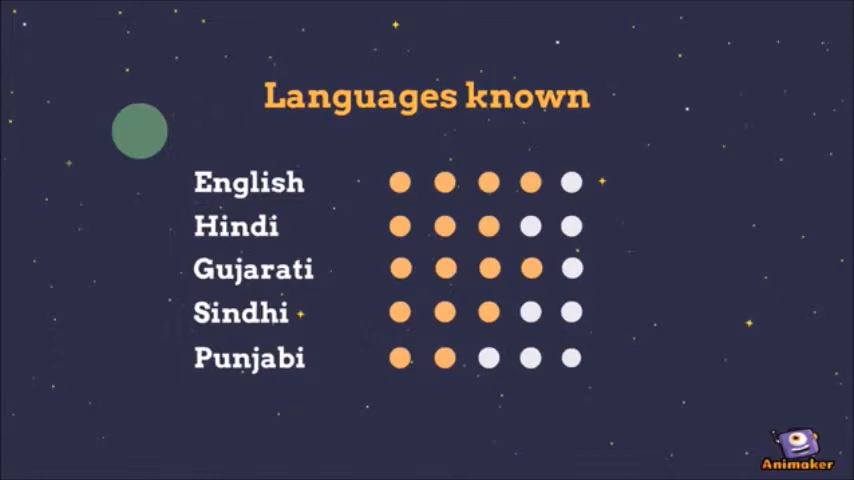 Languages known
English
Hindi
Gujarati
Sindhi
Punjabi
Animaker